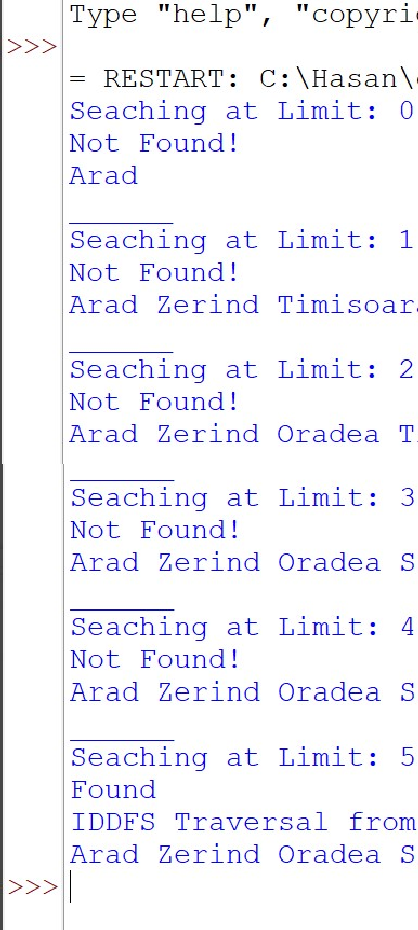 Type "help", "copyri
>>>
= RESTART: C:\Hasan\
Seaching at Limit: 0
Not Found!
Arad
______
Seaching at Limit: 1
Not Found!
Arad Zerind Timisoar
______
Seaching at Limit: 2
Not Found!
Arad Zerind Oradea T
______
Seaching at Limit: 3
Not Found!
Arad Zerind Oradea S
______
Seaching at Limit: 4
Not Found!
Arad Zerind Oradea S
______
Seaching at Limit: 5
Found
IDDFS Traversal from
Arad Zerind Oradea S
>>>